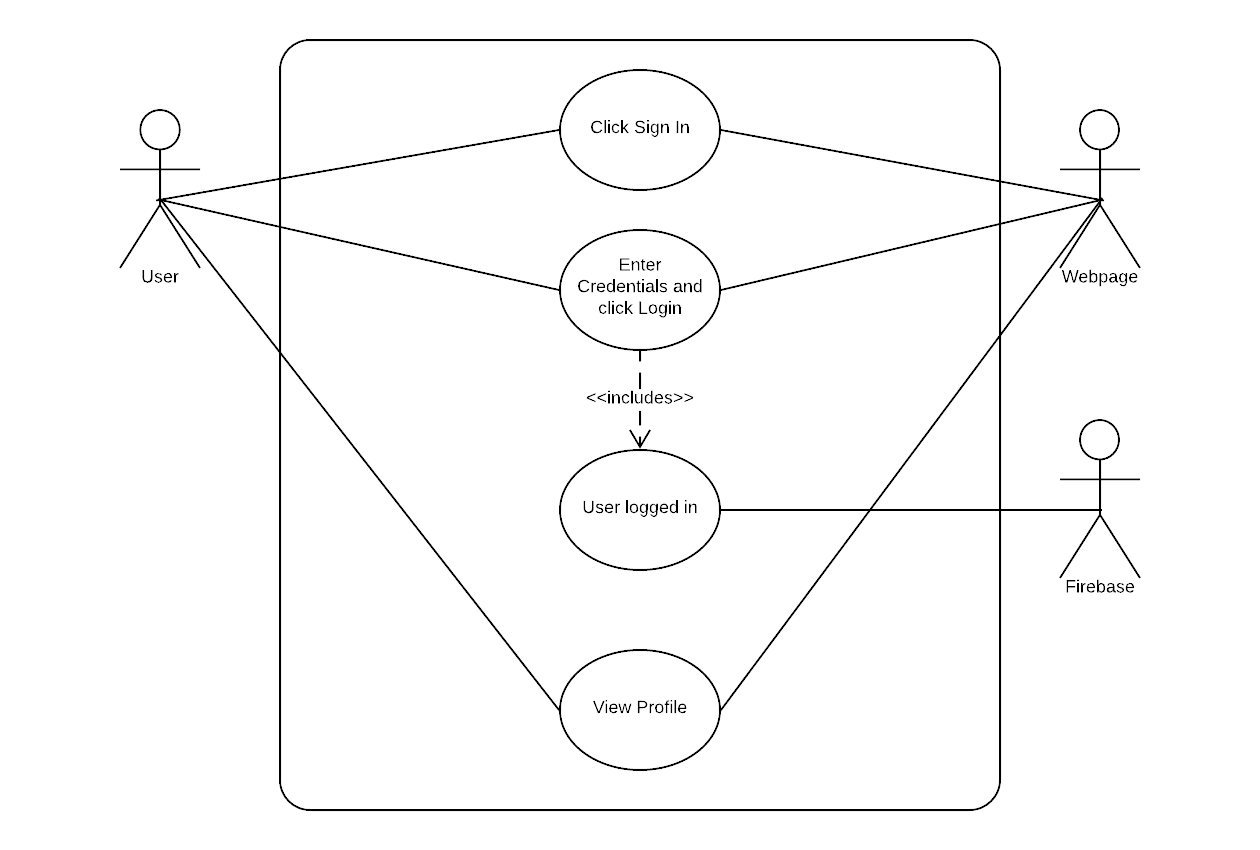 Click Sign In
User
Enter
Credentials and
click Login
Webpage
<<includes>>
User logged in
Firebase
View Profile